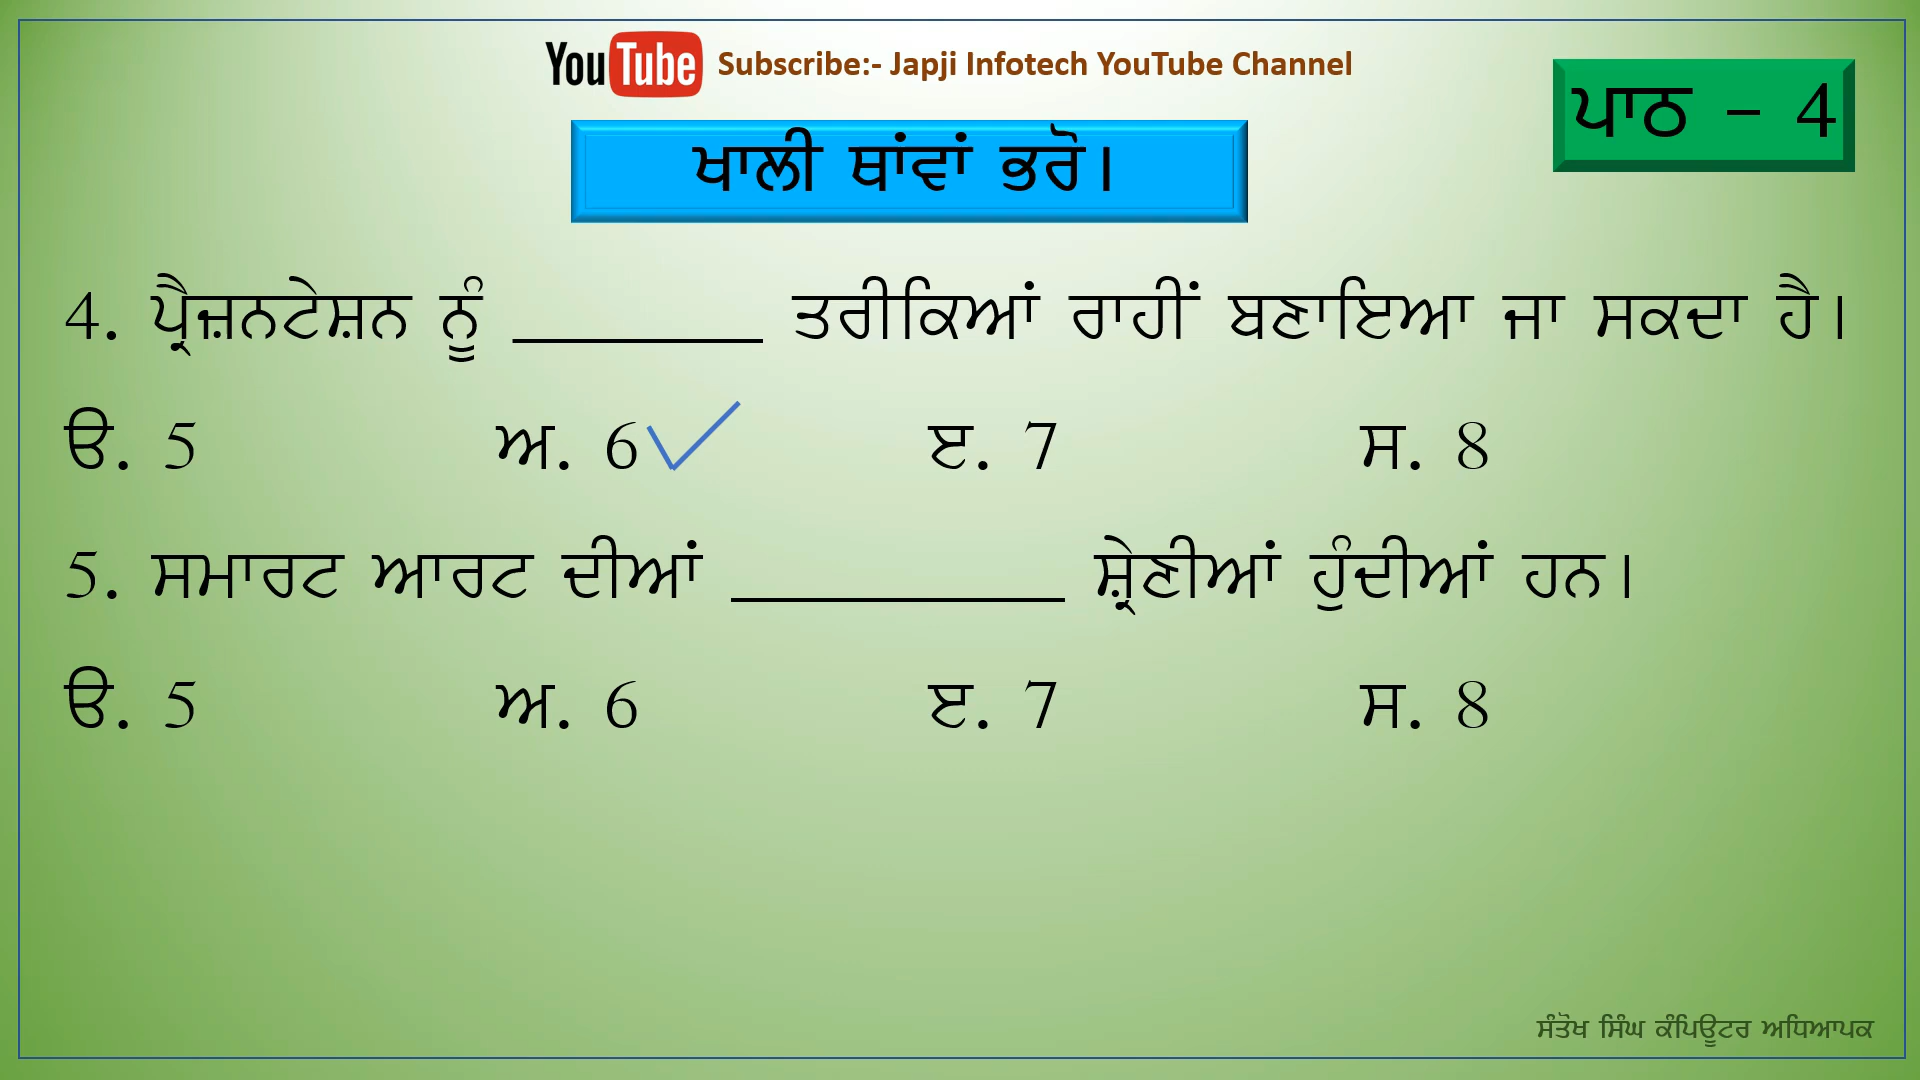 YouTube Subscribe:- Japji Infotech YouTube Channel
ਪਾਠ - 4
ਖਾਲੀ ਥਾਂਵਾਂ ਭਰੋ।
4. ਪ੍ਰੈਜ਼ਨਟੇਸ਼ਨ ਨੂੰ ________ ਤਰੀਕਿਆਂ ਰਾਹੀਂ ਬਣਾਇਆ ਜਾ ਸਕਦਾ ਹੈ।
ੳ. 5 ਅ. 6 ੲ. 7 ਸ. 8
5. ਸਮਾਰਟ ਆਰਟ ਦੀਆਂ __________ ਸ਼੍ਰੇਣੀਆਂ ਹੁੰਦੀਆਂ ਹਨ।
ੳ. 5 ਅ. 6 ੲ. 7 ਸ. 8
ਸੰਤੋਖ ਸਿੰਘ ਕੰਪਿਊਟਰ ਅਧਿਆਪਕ